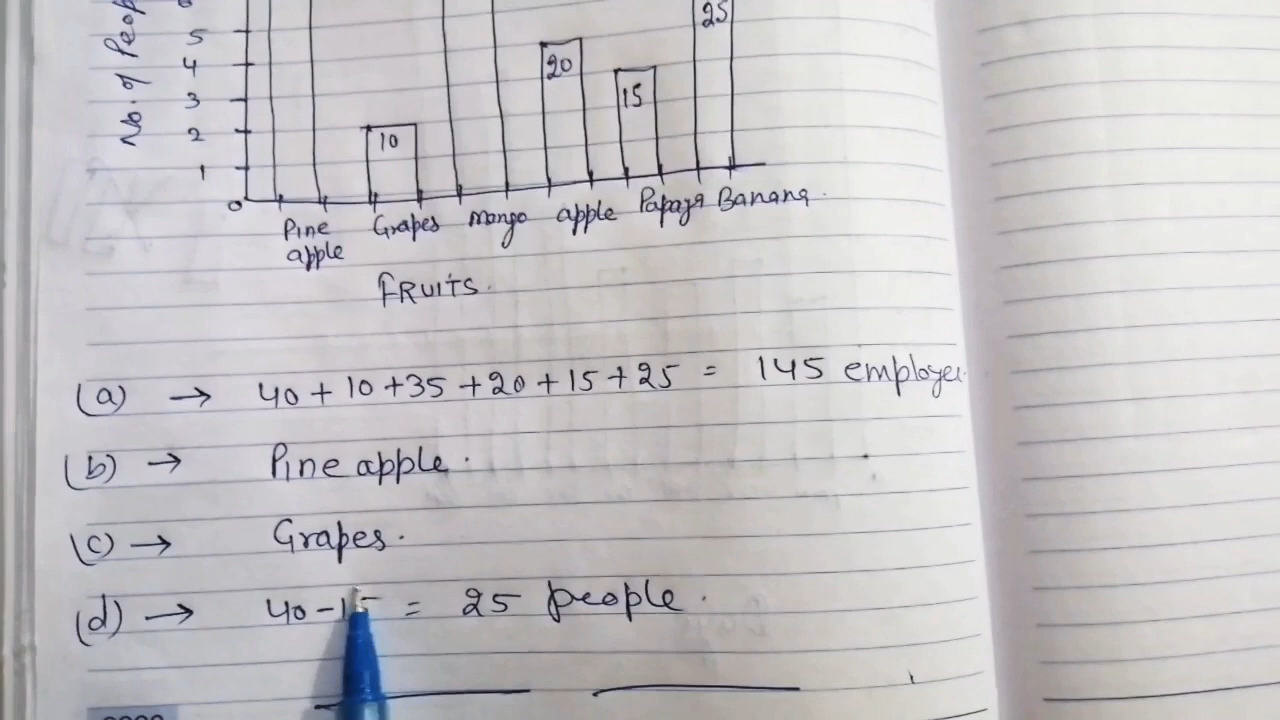 No. of Peop
5
4
3
2
1
0
10
20
15
25
Pine apple
Grapes
mango
apple
Papaya
Banana.
FRUITS.
(a) → 40 + 10 + 35 + 20 + 15 + 25 = 145 employee.
(b) → Pine apple.
(c) → Grapes.
(d) → 40 - 15 = 25 people.